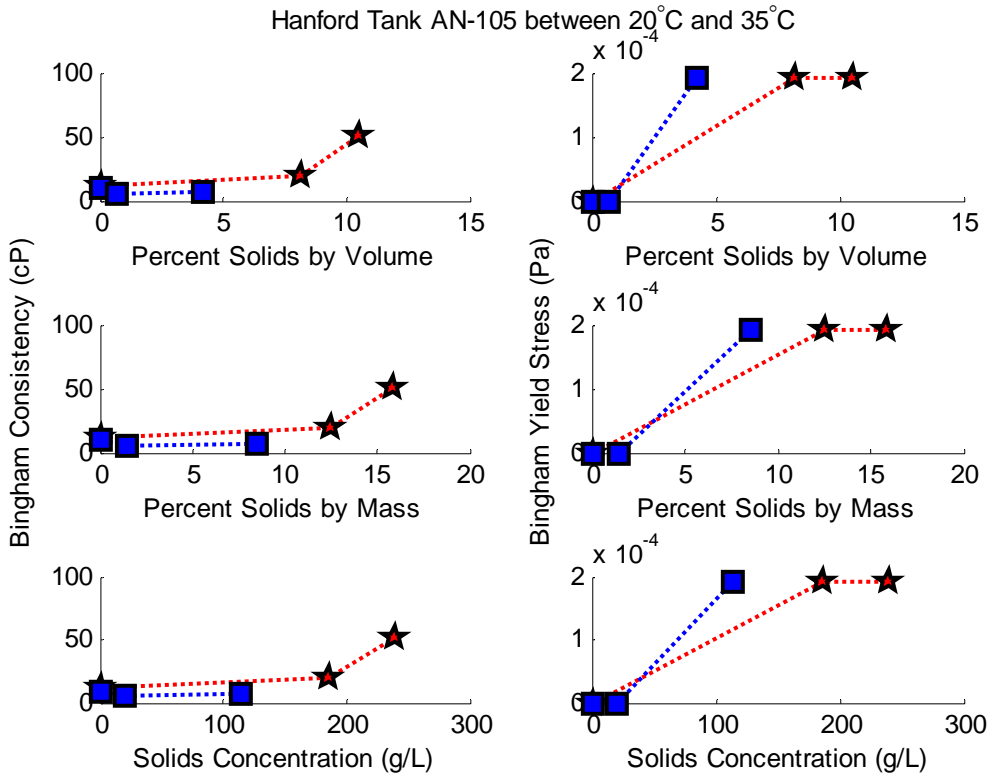 Hanford Tank AN-105 between 20°C and 35°C
Bingham Consistency (cP)
100
50
0
0 5 10 15
Percent Solids by Volume
100
50
0
0 5 10 15 20
Percent Solids by Mass
100
50
0
0 100 200 300
Solids Concentration (g/L)
Bingham Yield Stress (Pa)
x 10^-4
2
1
0
0 5 10 15
Percent Solids by Volume
x 10^-4
2
1
0
0 5 10 15 20
Percent Solids by Mass
x 10^-4
2
1
0
0 100 200 300
Solids Concentration (g/L)